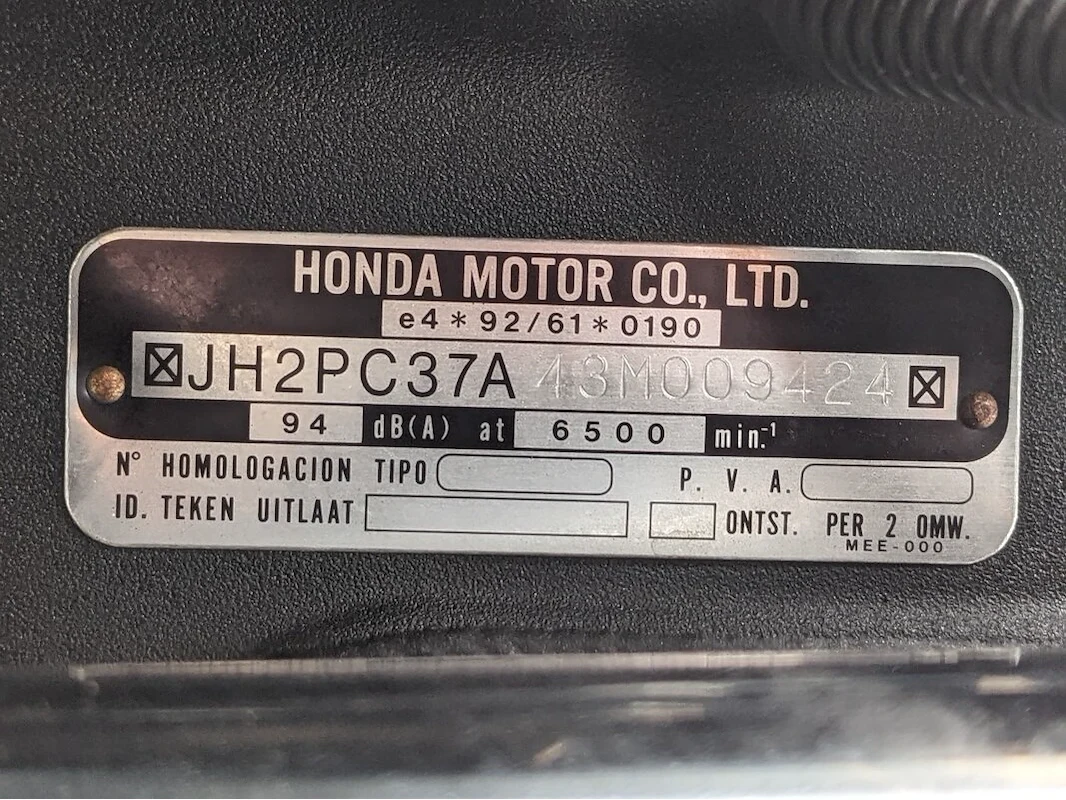 HONDA MOTOR CO., LTD.
e4*92/61*0190
JH2PC37A43M009424
94 dB(A) at 6500 min.-1
N° HOMOLOGACION TIPO P. V. A.
ID. TEKEN UITLAAT ONTST. PER 2 OMW.
MEE-000